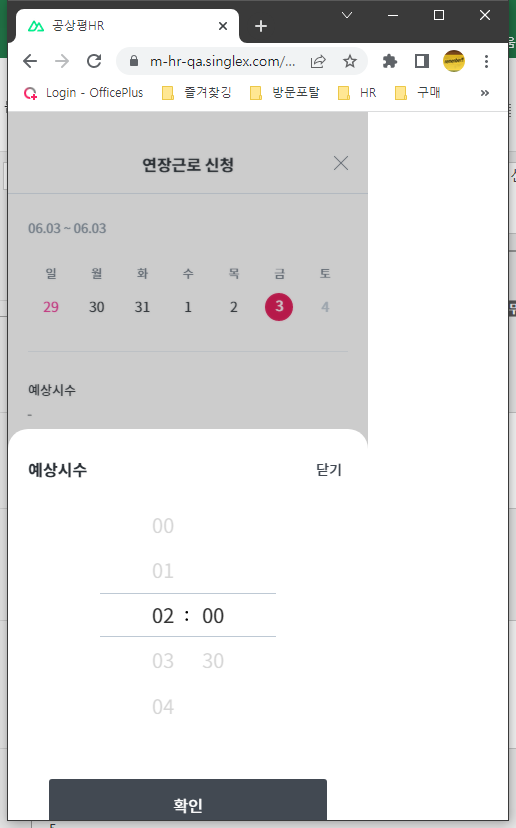 공상평HR
m-hr-qa.singlex.com/...
Login - OfficePlus 즐겨찾깅 방문포탈 HR 구매 »
연장근로 신청
06.03 ~ 06.03
일 월 화 수 목 금 토
29 30 31 1 2 3 4
예상시수
-
예상시수 닫기
00
01
02 : 00
03 30
04
확인